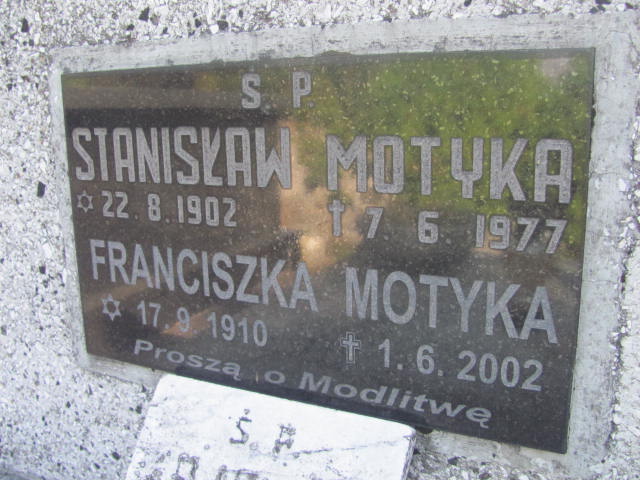 Ś. P.
STANISŁAW MOTYKA
✡ 22. 8. 1902 † 7. 6. 1977
FRANCISZKA MOTYKA
✡ 17. 9. 1910 ✝ 1. 6. 2002
Proszą o Modlitwę
Ś. P.